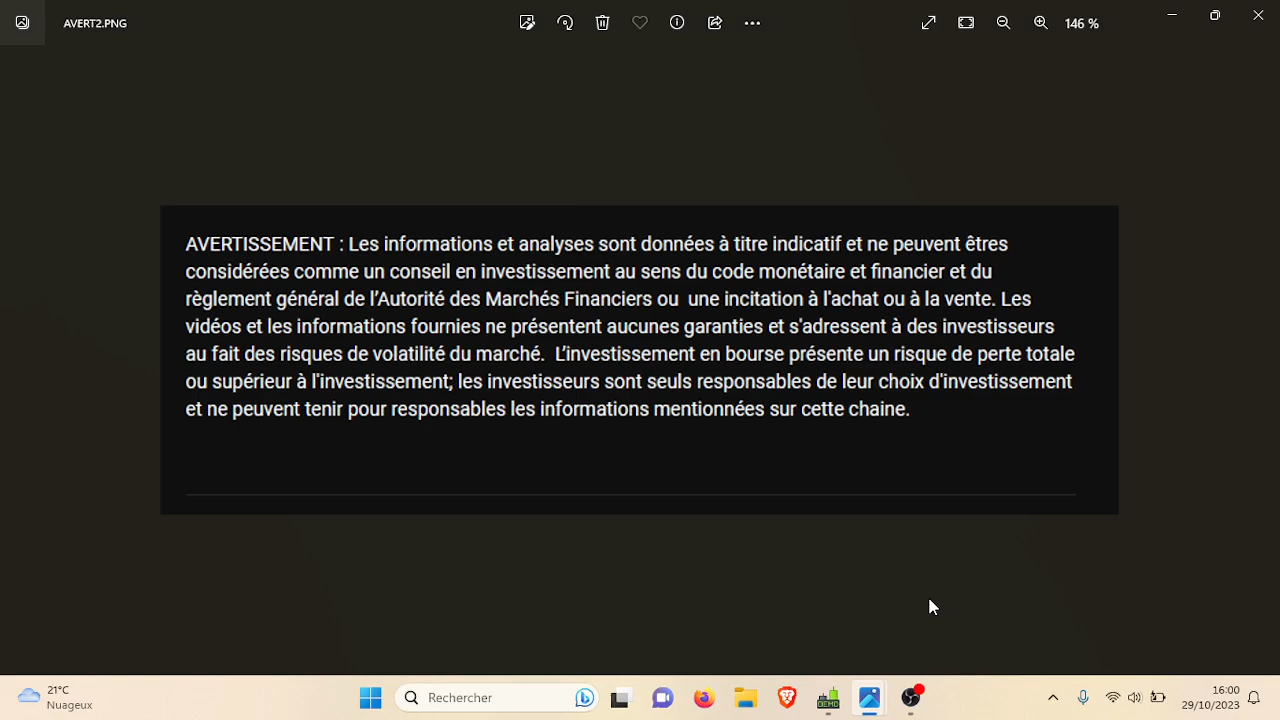 AVERT2.PNG
146 %
AVERTISSEMENT : Les informations et analyses sont données à titre indicatif et ne peuvent êtres
considérées comme un conseil en investissement au sens du code monétaire et financier et du
règlement général de l'Autorité des Marchés Financiers ou  une incitation à l'achat ou à la vente. Les
vidéos et les informations fournies ne présentent aucunes garanties et s'adressent à des investisseurs
au fait des risques de volatilité du marché.  L'investissement en bourse présente un risque de perte totale
ou supérieur à l'investissement; les investisseurs sont seuls responsables de leur choix d'investissement
et ne peuvent tenir pour responsables les informations mentionnées sur cette chaine.
21°C
Nuageux
Rechercher
DEMO
16:00
29/10/2023